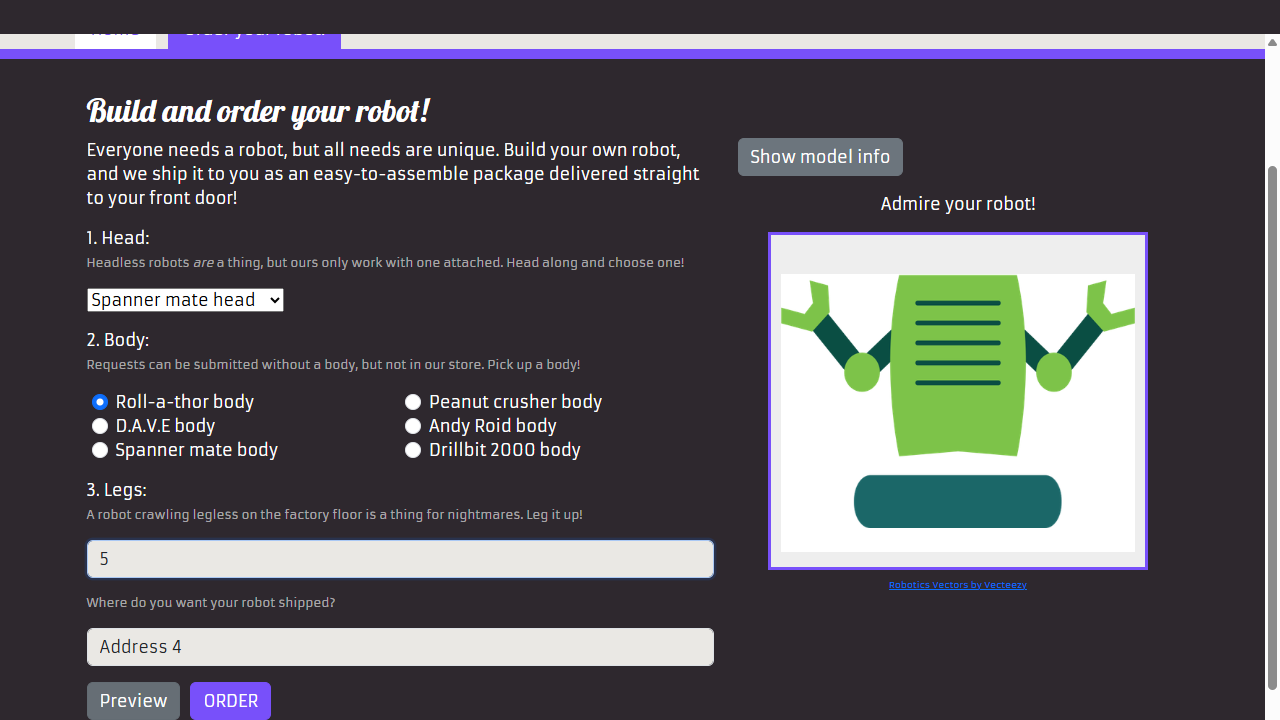 Build and order your robot!
Everyone needs a robot, but all needs are unique. Build your own robot,
and we ship it to you as an easy-to-assemble package delivered straight
to your front door!
1. Head:
Headless robots are a thing, but ours only work with one attached. Head along and choose one!
Spanner mate head
2. Body:
Requests can be submitted without a body, but not in our store. Pick up a body!
Roll-a-thor body
Peanut crusher body
D.A.V.E body
Andy Roid body
Spanner mate body
Drillbit 2000 body
3. Legs:
A robot crawling legless on the factory floor is a thing for nightmares. Leg it up!
5
Where do you want your robot shipped?
Address 4
Preview
ORDER
Show model info
Admire your robot!
Robotics Vectors by Vecteezy